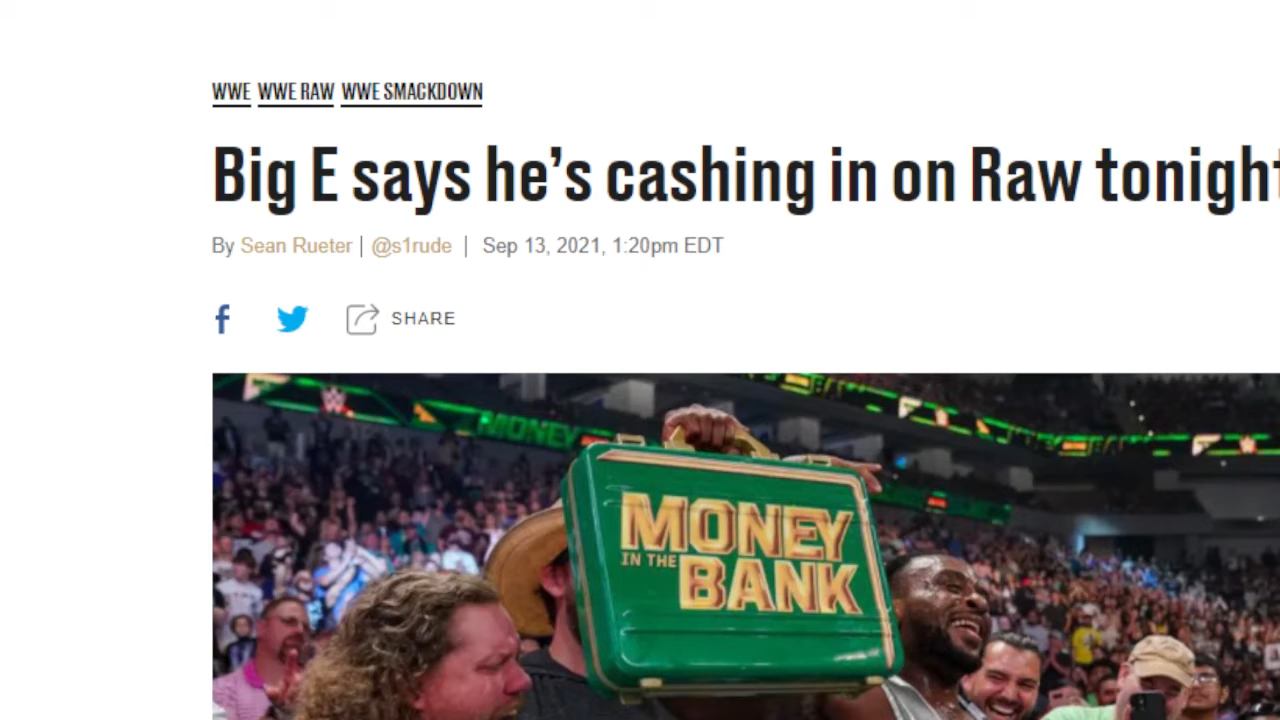 WWE WWE RAW WWE SMACKDOWN
Big E says he's cashing in on Raw tonight
By Sean Rueter | @s1rude | Sep 13, 2021, 1:20pm EDT
SHARE
MONEY
MONEY
IN THE
BANK